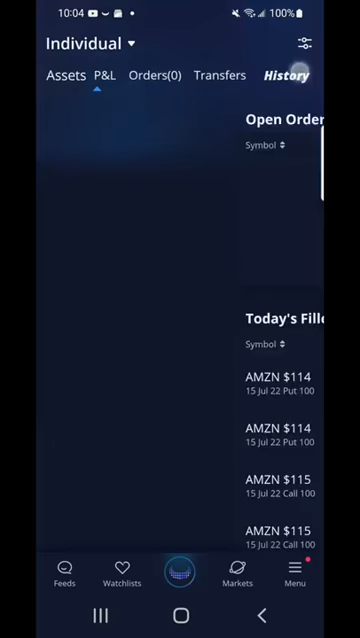 10:04 100%
Individual
Assets P&L Orders(0) Transfers History
Open Order
Symbol
Today's Fill
Symbol
AMZN $114
15 Jul 22 Put 100
AMZN $114
15 Jul 22 Put 100
AMZN $115
15 Jul 22 Call 100
AMZN $115
15 Jul 22 Call 100
Feeds Watchlists Markets Menu